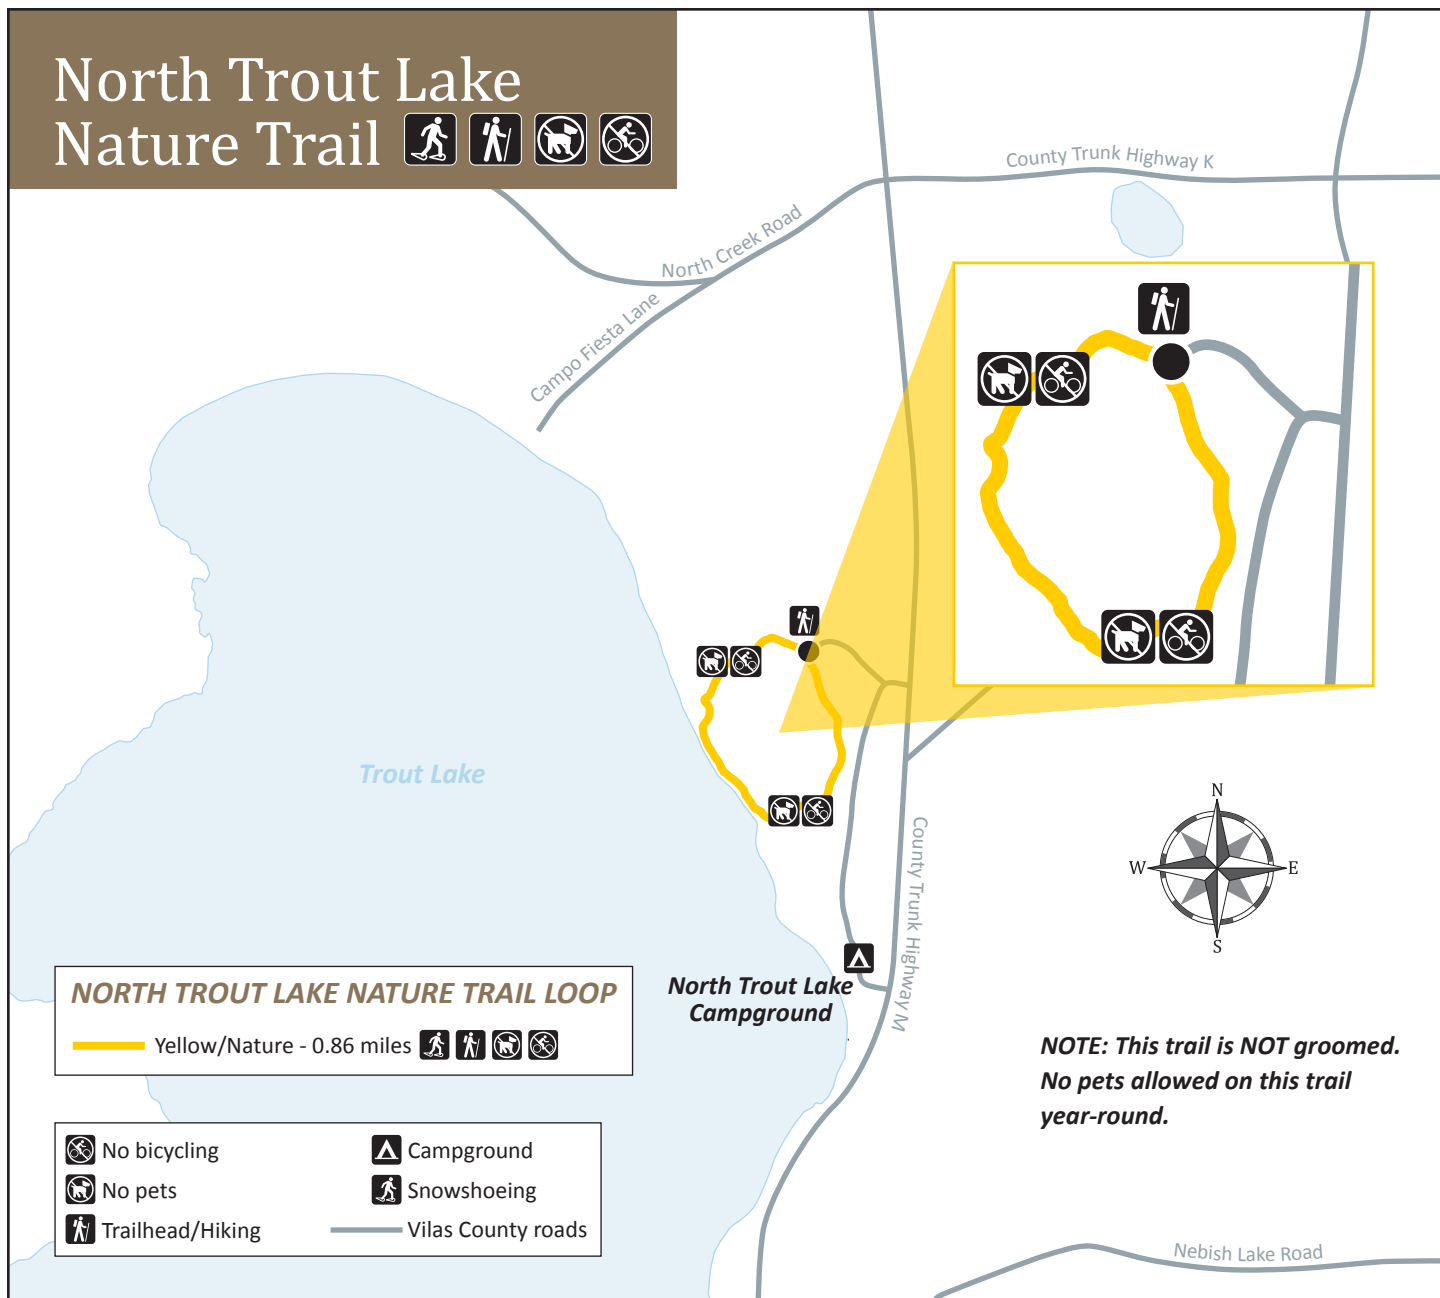 North Trout Lake
Nature Trail
County Trunk Highway K
North Creek Road
Campo Fiesta Lane
Trout Lake
County Trunk Highway M
N
W
E
S
North Trout Lake
Campground
NORTH TROUT LAKE NATURE TRAIL LOOP
Yellow/Nature - 0.86 miles
NOTE: This trail is NOT groomed.
No pets allowed on this trail
year-round.
No bicycling
No pets
Trailhead/Hiking
Campground
Snowshoeing
Vilas County roads
Nebish Lake Road